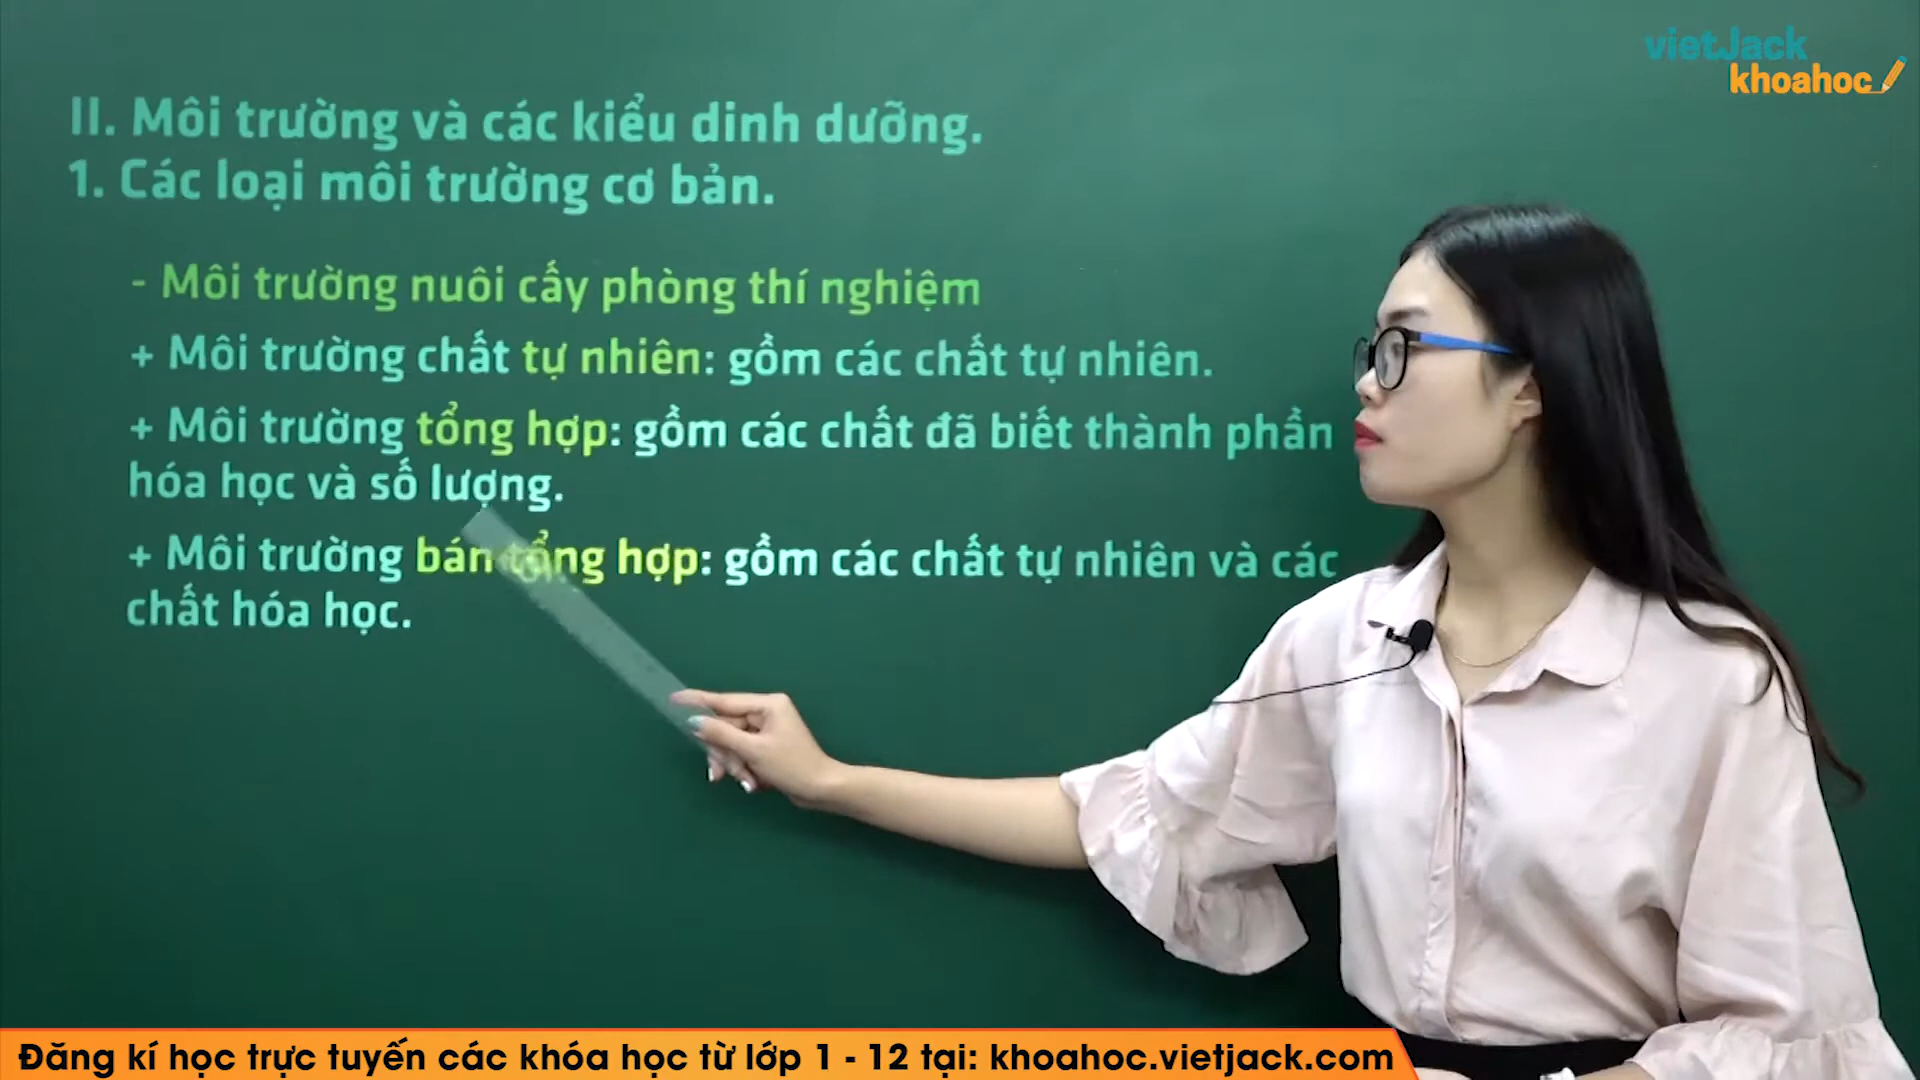 vietJack
khoahoc
II. Môi trường và các kiểu dinh dưỡng.
1. Các loại môi trường cơ bản.
- Môi trường nuôi cấy phòng thí nghiệm
+ Môi trường chất tự nhiên: gồm các chất tự nhiên.
+ Môi trường tổng hợp: gồm các chất đã biết thành phần
hóa học và số lượng.
+ Môi trường bán tổng hợp: gồm các chất tự nhiên và các
chất hóa học.
Đăng kí học trực tuyến các khóa học từ lớp 1 - 12 tại: khoahoc.vietjack.com